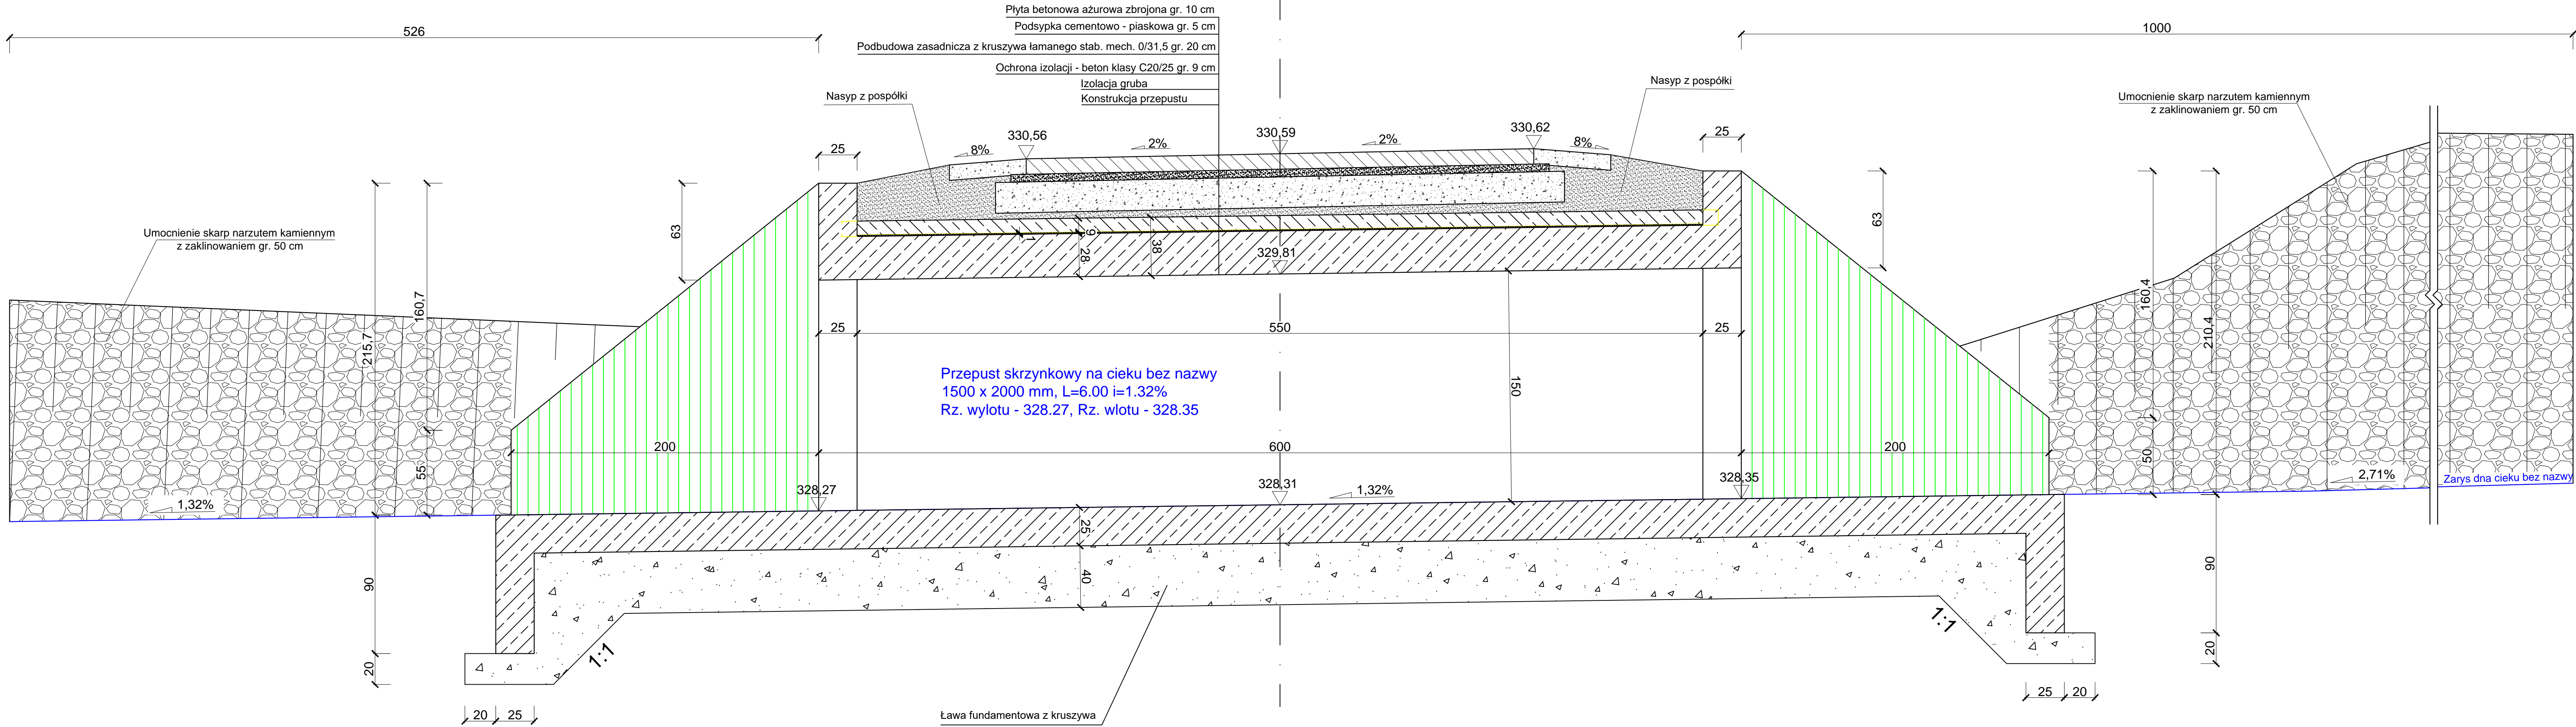 Płyta betonowa ażurowa zbrojona gr. 10 cm
Podsypka cementowo - piaskowa gr. 5 cm
Podbudowa zasadnicza z kruszywa łamanego stab. mech. 0/31,5 gr. 20 cm
Ochrona izolacji - beton klasy C20/25 gr. 9 cm
Izolacja gruba
Konstrukcja przepustu
526
1000
Nasyp z pospółki
Nasyp z pospółki
Umocnienie skarp narzutem kamiennym
z zaklinowaniem gr. 50 cm
330,56
330,59
330,62
8%
2%
2%
8%
25
25
Umocnienie skarp narzutem kamiennym
z zaklinowaniem gr. 50 cm
63
63
9
1
28
38
329,81
160,7
215,7
160,4
210,4
25
550
25
Przepust skrzynkowy na cieku bez nazwy
1500 x 2000 mm, L=6.00 i=1.32%
Rz. wylotu - 328.27, Rz. wlotu - 328.35
150
200
600
200
55
50
328,27
328,31
328,35
1,32%
1,32%
2,71%
Zarys dna cieku bez nazwy
25
40
90
90
1:1
1:1
20
20
20
25
25
20
Ława fundamentowa z kruszywa